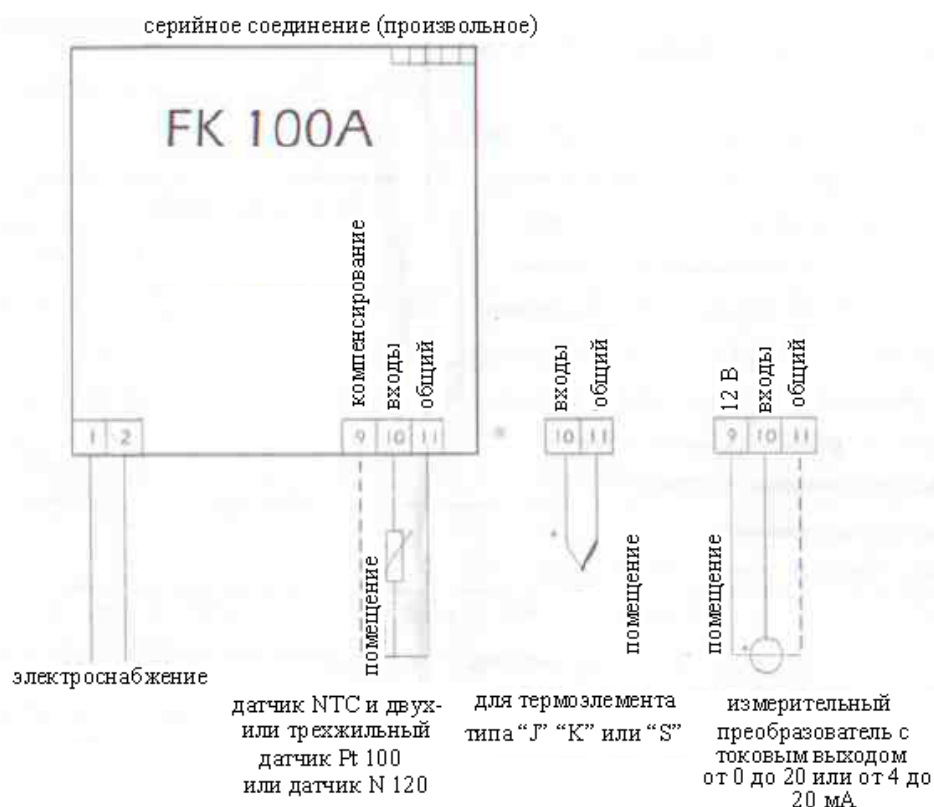 серийное соединение (произвольное)
FK 100A
компенсирование
входы
общий
входы
общий
12 В
входы
общий
1 2
9 10 11
10 11
9 10 11
помещение
помещение
помещение
электроснабжение
датчик NTC и двух-
или трехжильный
датчик Pt 100
или датчик N 120
для термоэлемента
типа “J” “K” или “S”
измерительный
преобразователь с
токовым выходом
от 0 до 20 или от 4 до
20 мА